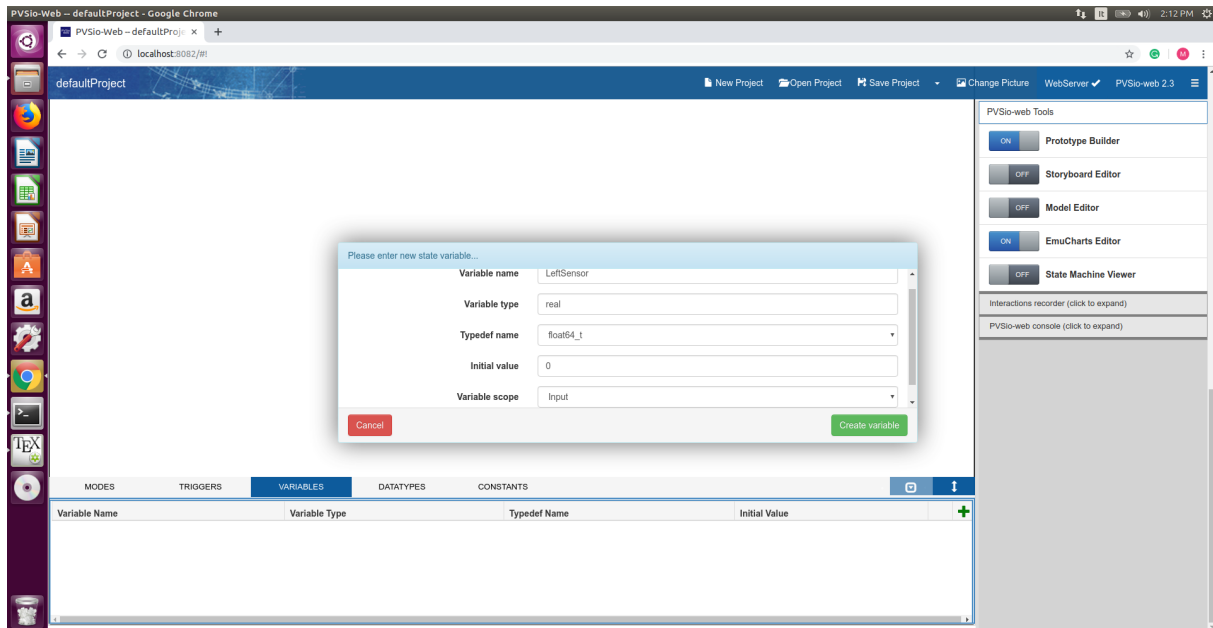 PVSio-Web -- defaultProject - Google Chrome
It
2:12 PM
PVSio-Web -- defaultProje
localhost:8082/#!
M
defaultProject
New Project
Open Project
Save Project
Change Picture
WebServer
PVSio-web 2.3
PVSio-web Tools
ON
Prototype Builder
OFF
Storyboard Editor
OFF
Model Editor
ON
EmuCharts Editor
OFF
State Machine Viewer
Interactions recorder (click to expand)
PVSio-web console (click to expand)
Please enter new state variable...
Variable name
LeftSensor
Variable type
real
Typedef name
float64_t
Initial value
0
Variable scope
Input
Cancel
Create variable
MODES
TRIGGERS
VARIABLES
DATATYPES
CONSTANTS
Variable Name
Variable Type
Typedef Name
Initial Value
A
a
>_
TEX